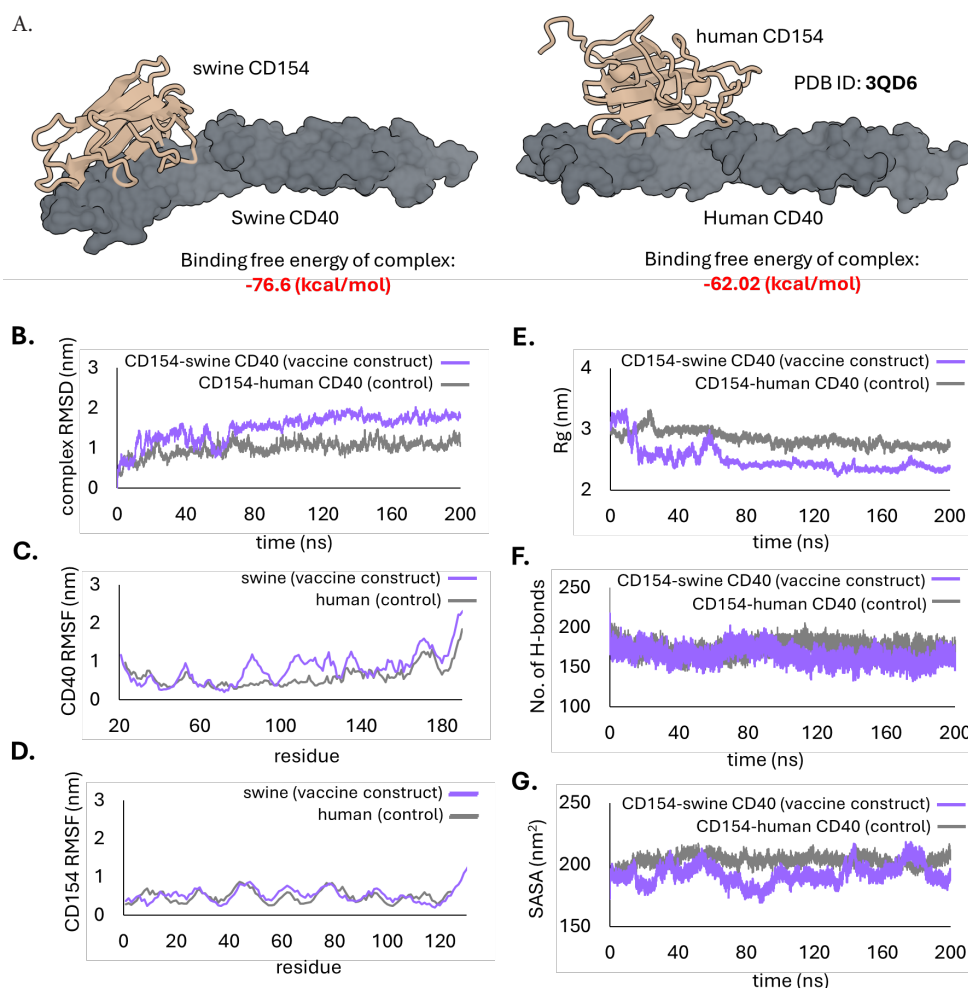 A.
swine CD154
human CD154
PDB ID: 3QD6
Swine CD40
Human CD40
Binding free energy of complex:
-76.6 (kcal/mol)
Binding free energy of complex:
-62.02 (kcal/mol)
B.
complex RMSD (nm)
3
2
1
0
CD154-swine CD40 (vaccine construct)
CD154-human CD40 (control)
0 40 80 120 160 200
time (ns)
C.
CD40 RMSF (nm)
3
2
1
0
swine (vaccine construct)
human (control)
20 60 100 140 180
residue
D.
CD154 RMSF (nm)
3
2
1
0
swine (vaccine construct)
human (control)
0 20 40 60 80 100 120
residue
E.
Rg (nm)
4
3
2
CD154-swine CD40 (vaccine construct)
CD154-human CD40 (control)
0 40 80 120 160 200
time (ns)
F.
No. of H-bonds
250
200
150
100
CD154-swine CD40 (vaccine construct)
CD154-human CD40 (control)
0 40 80 120 160 200
time (ns)
G.
SASA (nm²)
250
200
150
CD154-swine CD40 (vaccine construct)
CD154-human CD40 (control)
0 40 80 120 160 200
time (ns)